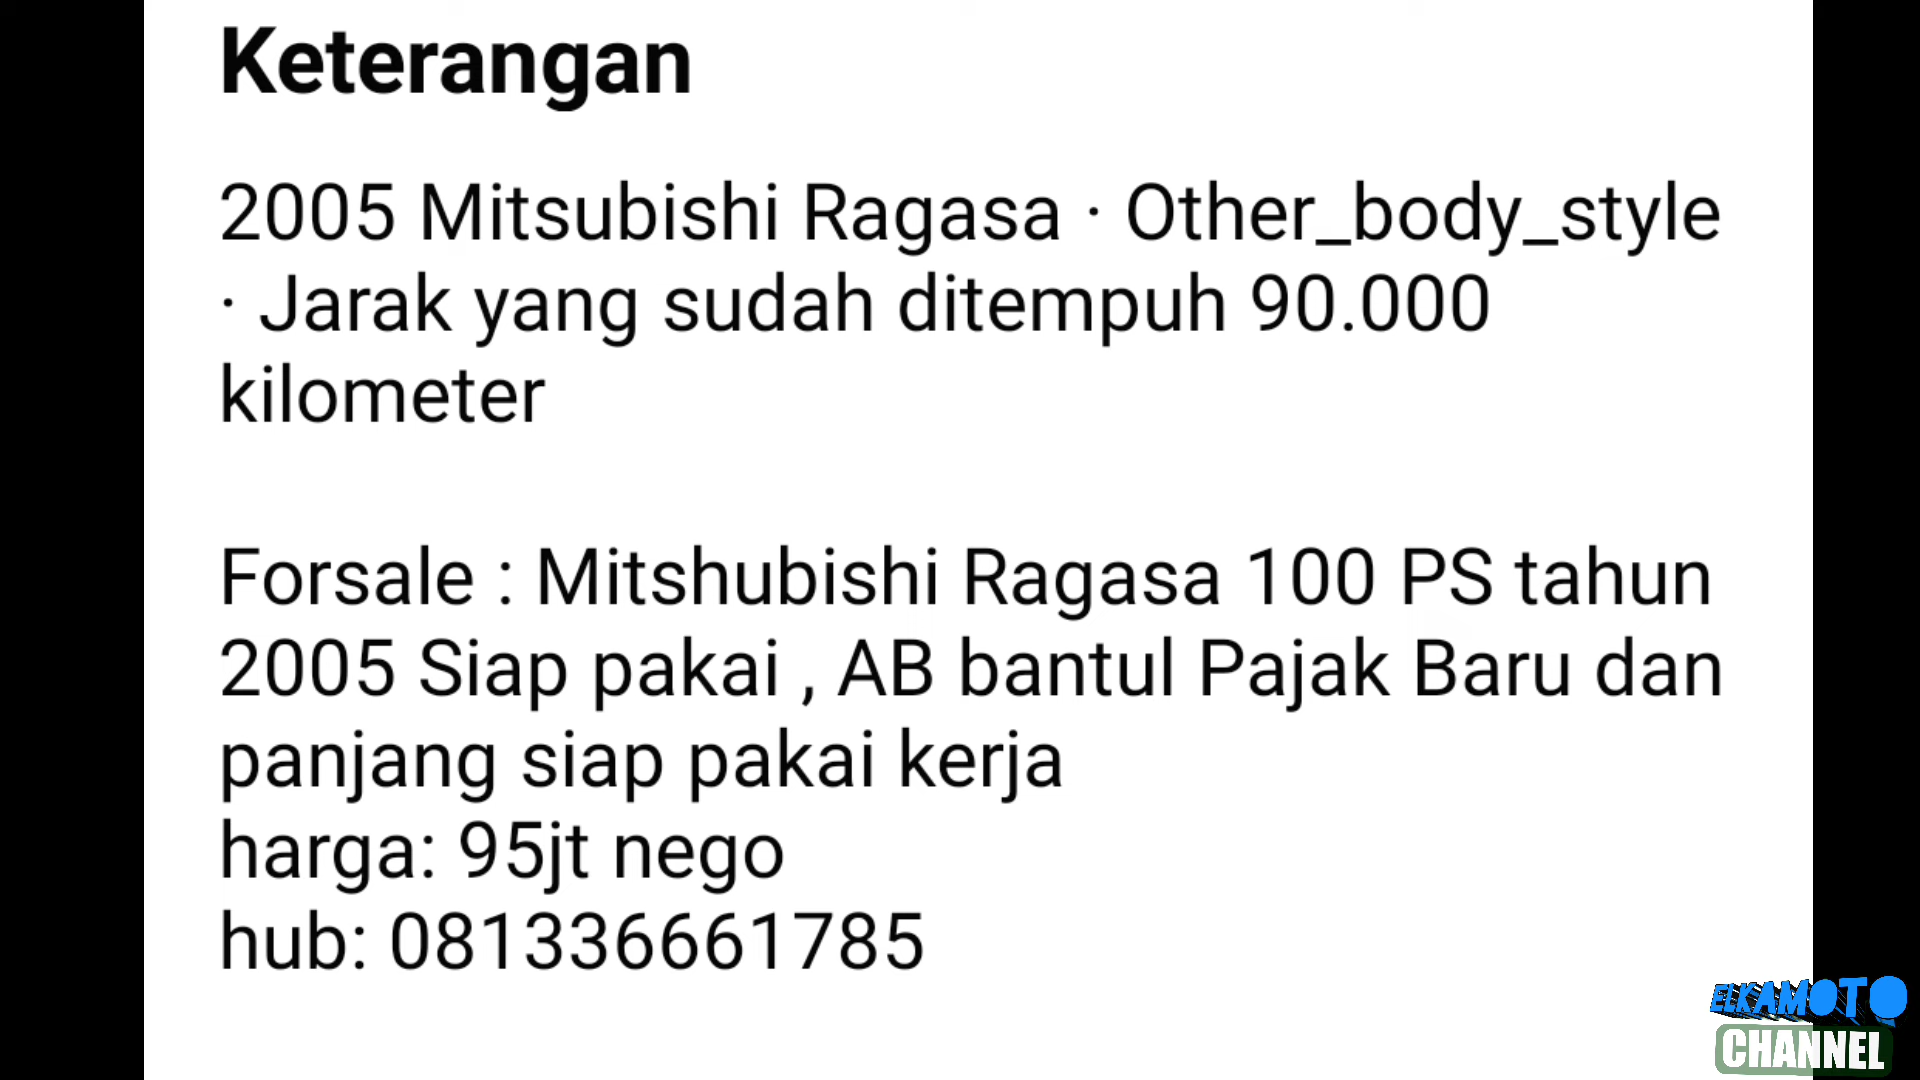 Keterangan
2005 Mitsubishi Ragasa · Other_body_style
· Jarak yang sudah ditempuh 90.000
kilometer
Forsale : Mitshubishi Ragasa 100 PS tahun
2005 Siap pakai , AB bantul Pajak Baru dan
panjang siap pakai kerja
harga: 95jt nego
hub: 081336661785
ELKAMOTO
CHANNEL